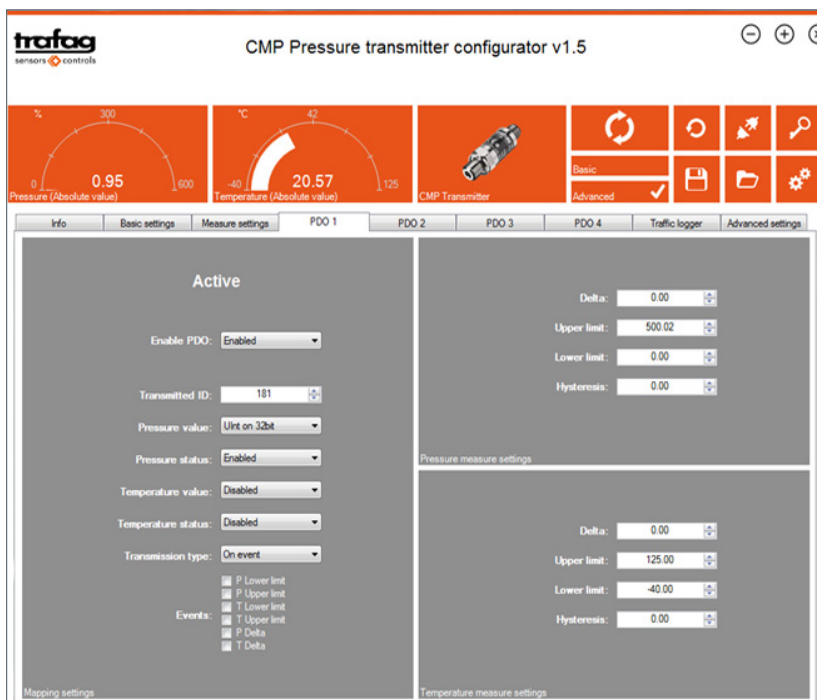 trafag
sensors controls
CMP Pressure transmitter configurator v1.5
%
300
0
0.95
600
Pressure (Absolute value)
°C
42
-40
20.57
125
Temperature (Absolute value)
CMP Transmitter
Basic
Advanced
Info
Basic settings
Measure settings
PDO 1
PDO 2
PDO 3
PDO 4
Traffic logger
Advanced settings
Active
Enable PDO: Enabled
Transmitted ID: 181
Pressure value: UInt on 32bit
Pressure status: Enabled
Temperature value: Disabled
Temperature status: Disabled
Transmission type: On event
Events:
P Lower limit
P Upper limit
T Lower limit
T Upper limit
P Delta
T Delta
Mapping settings
Delta: 0.00
Upper limit: 500.02
Lower limit: 0.00
Hysteresis: 0.00
Pressure measure settings
Delta: 0.00
Upper limit: 125.00
Lower limit: -40.00
Hysteresis: 0.00
Temperature measure settings